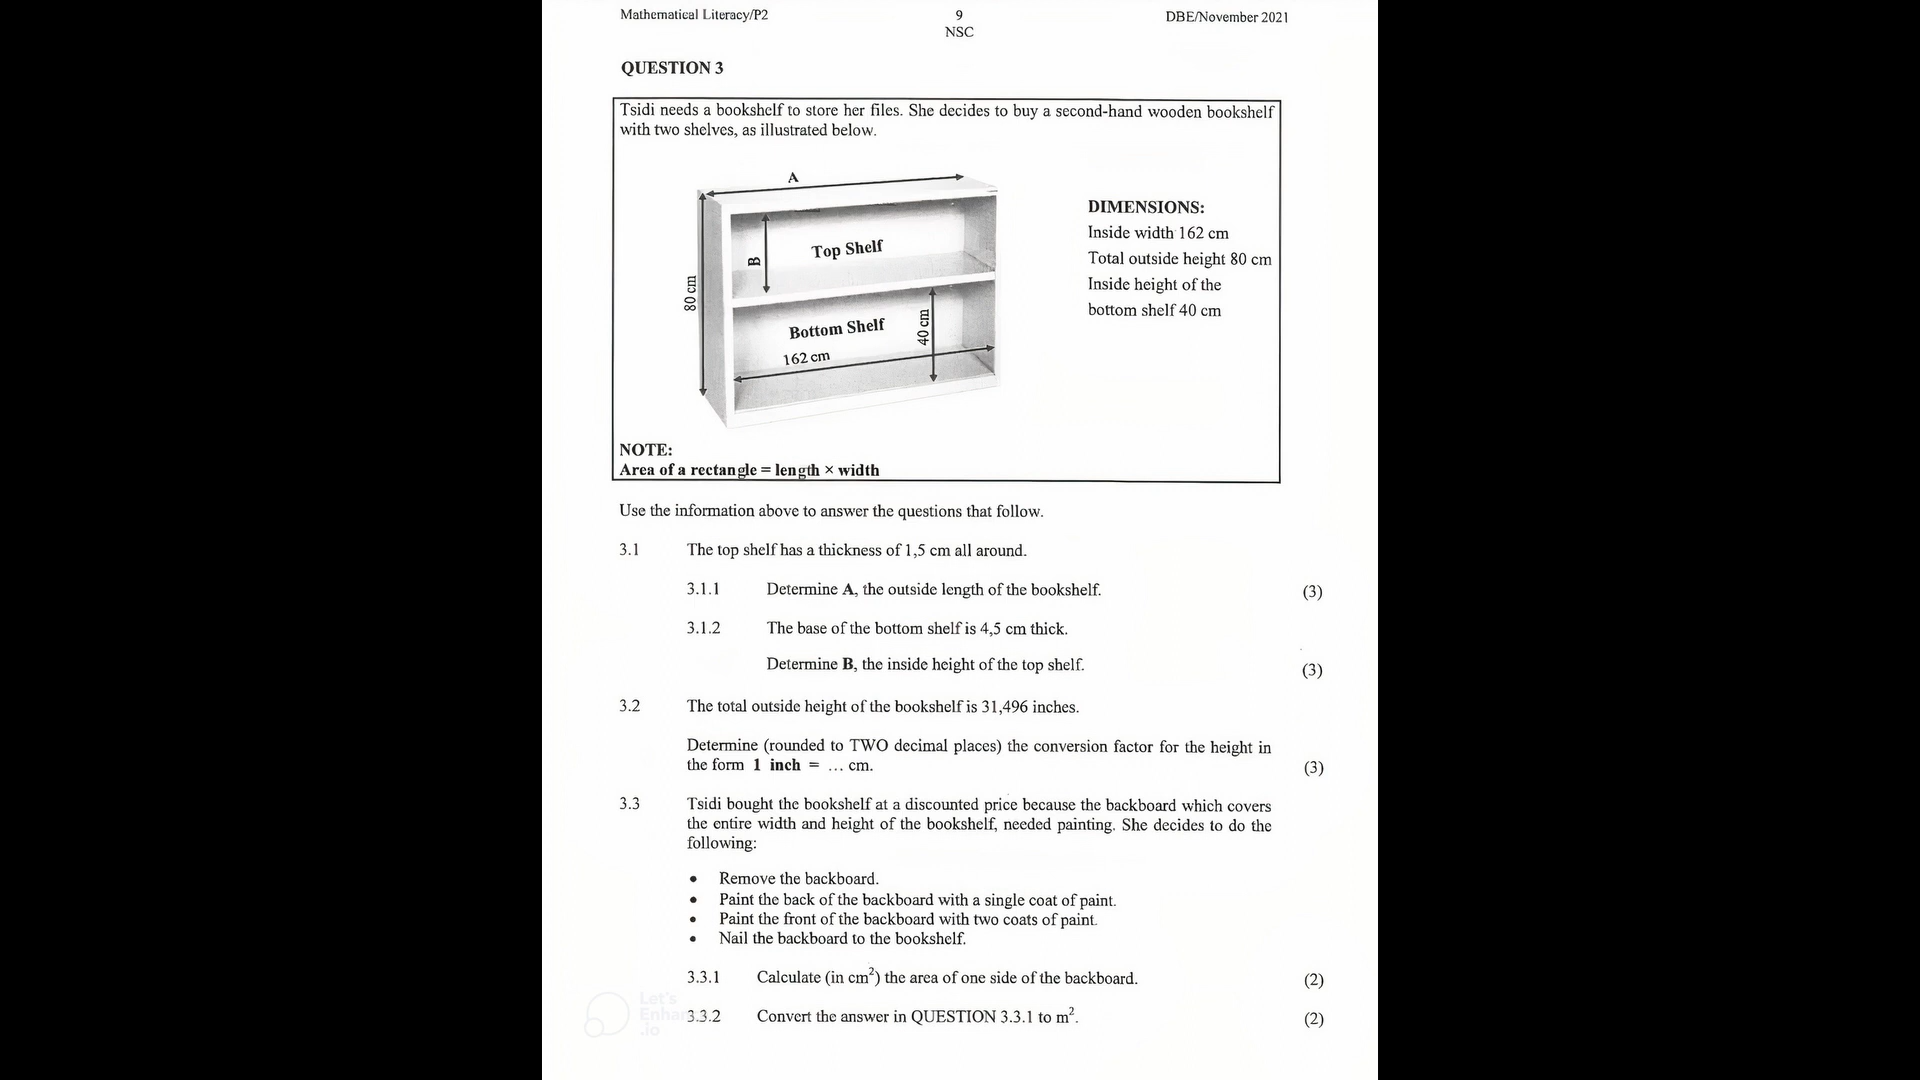 Mathematical Literacy/P2
9
DBE/November 2021
NSC
QUESTION 3
Tsidi needs a bookshelf to store her files. She decides to buy a second-hand wooden bookshelf
with two shelves, as illustrated below.
A
80 cm
B
Top Shelf
Bottom Shelf
40 cm
162 cm
DIMENSIONS:
Inside width 162 cm
Total outside height 80 cm
Inside height of the
bottom shelf 40 cm
NOTE:
Area of a rectangle = length × width
Use the information above to answer the questions that follow.
3.1 The top shelf has a thickness of 1,5 cm all around.
3.1.1 Determine A, the outside length of the bookshelf. (3)
3.1.2 The base of the bottom shelf is 4,5 cm thick.
Determine B, the inside height of the top shelf. (3)
3.2 The total outside height of the bookshelf is 31,496 inches.
Determine (rounded to TWO decimal places) the conversion factor for the height in
the form 1 inch = ... cm. (3)
3.3 Tsidi bought the bookshelf at a discounted price because the backboard which covers
the entire width and height of the bookshelf, needed painting. She decides to do the
following:
• Remove the backboard.
• Paint the back of the backboard with a single coat of paint.
• Paint the front of the backboard with two coats of paint.
• Nail the backboard to the bookshelf.
3.3.1 Calculate (in cm²) the area of one side of the backboard. (2)
3.3.2 Convert the answer in QUESTION 3.3.1 to m². (2)
Let's
Enhance
.io